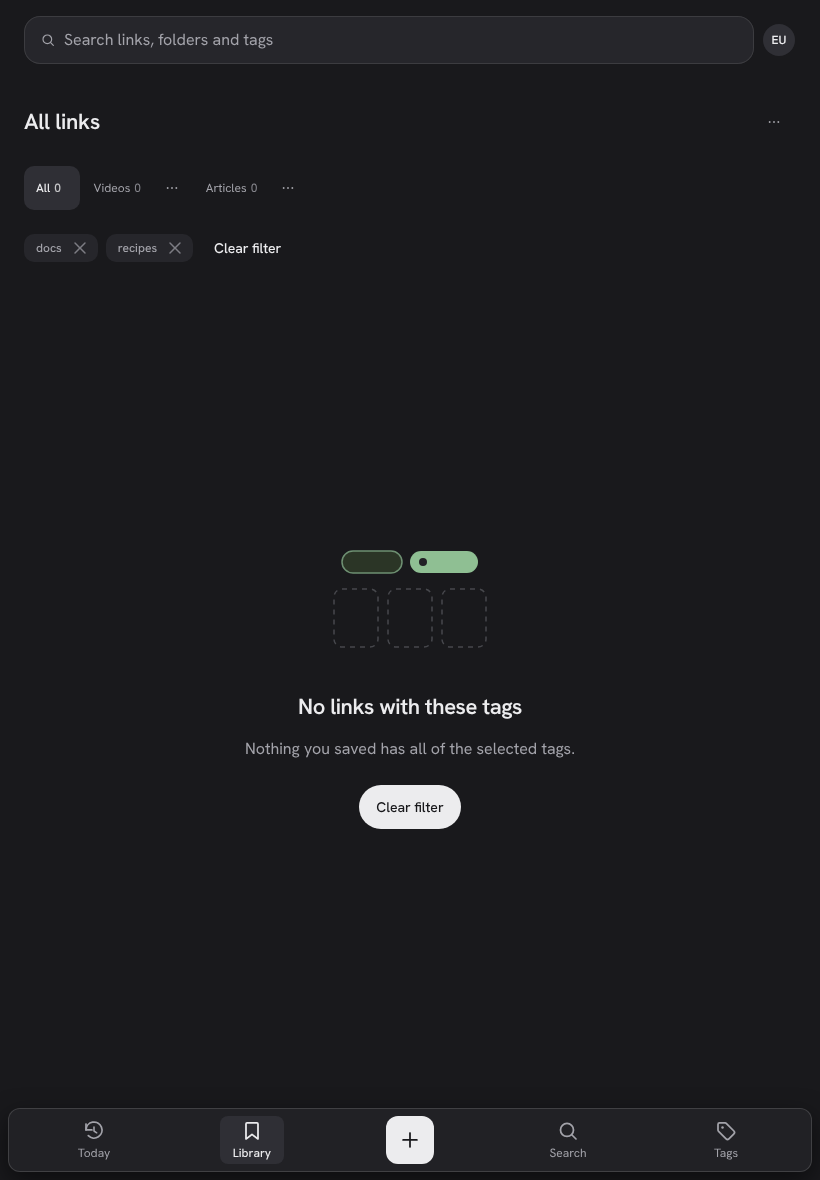 Search links, folders and tags
EU
All links
All 0
Videos 0
Articles 0
docs
recipes
Clear filter
No links with these tags
Nothing you saved has all of the selected tags.
Clear filter
Today
Library
Search
Tags